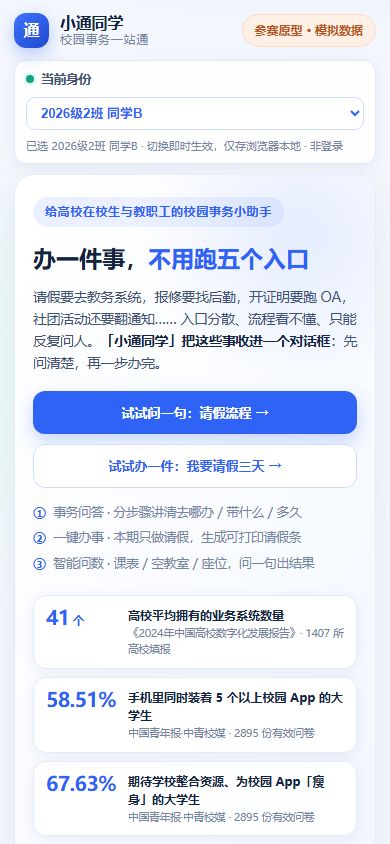 通
小通同学
校园事务一站通
参赛原型・模拟数据
当前身份
2026级2班 同学B
已选 2026级2班 同学B · 切换即时生效，仅存浏览器本地 · 非登录
给高校在校生与教职工的校园事务小助手
办一件事，不用跑五个入口
请假要去教务系统，报修要找后勤，开证明要跑 OA，
社团活动还要翻通知…… 入口分散、流程看不懂、只能
反复问人。「小通同学」把这些事收进一个对话框：先
问清楚，再一步办完。
试试问一句：请假流程 →
试试办一件：我要请假三天 →
① 事务问答 · 分步骤讲清去哪办 / 带什么 / 多久
② 一键办事 · 本期只做请假，生成可打印请假条
③ 智能问数 · 课表 / 空教室 / 座位，问一句出结果
41 个
高校平均拥有的业务系统数量
《2024年中国高校数字化发展报告》· 1407 所
高校填报
58.51%
手机里同时装着 5 个以上校园 App 的大
学生
中国青年报·中青校媒 · 2895 份有效问卷
67.63%
期待学校整合资源、为校园 App「瘦
身」的大学生
中国青年报·中青校媒 · 2895 份有效问卷